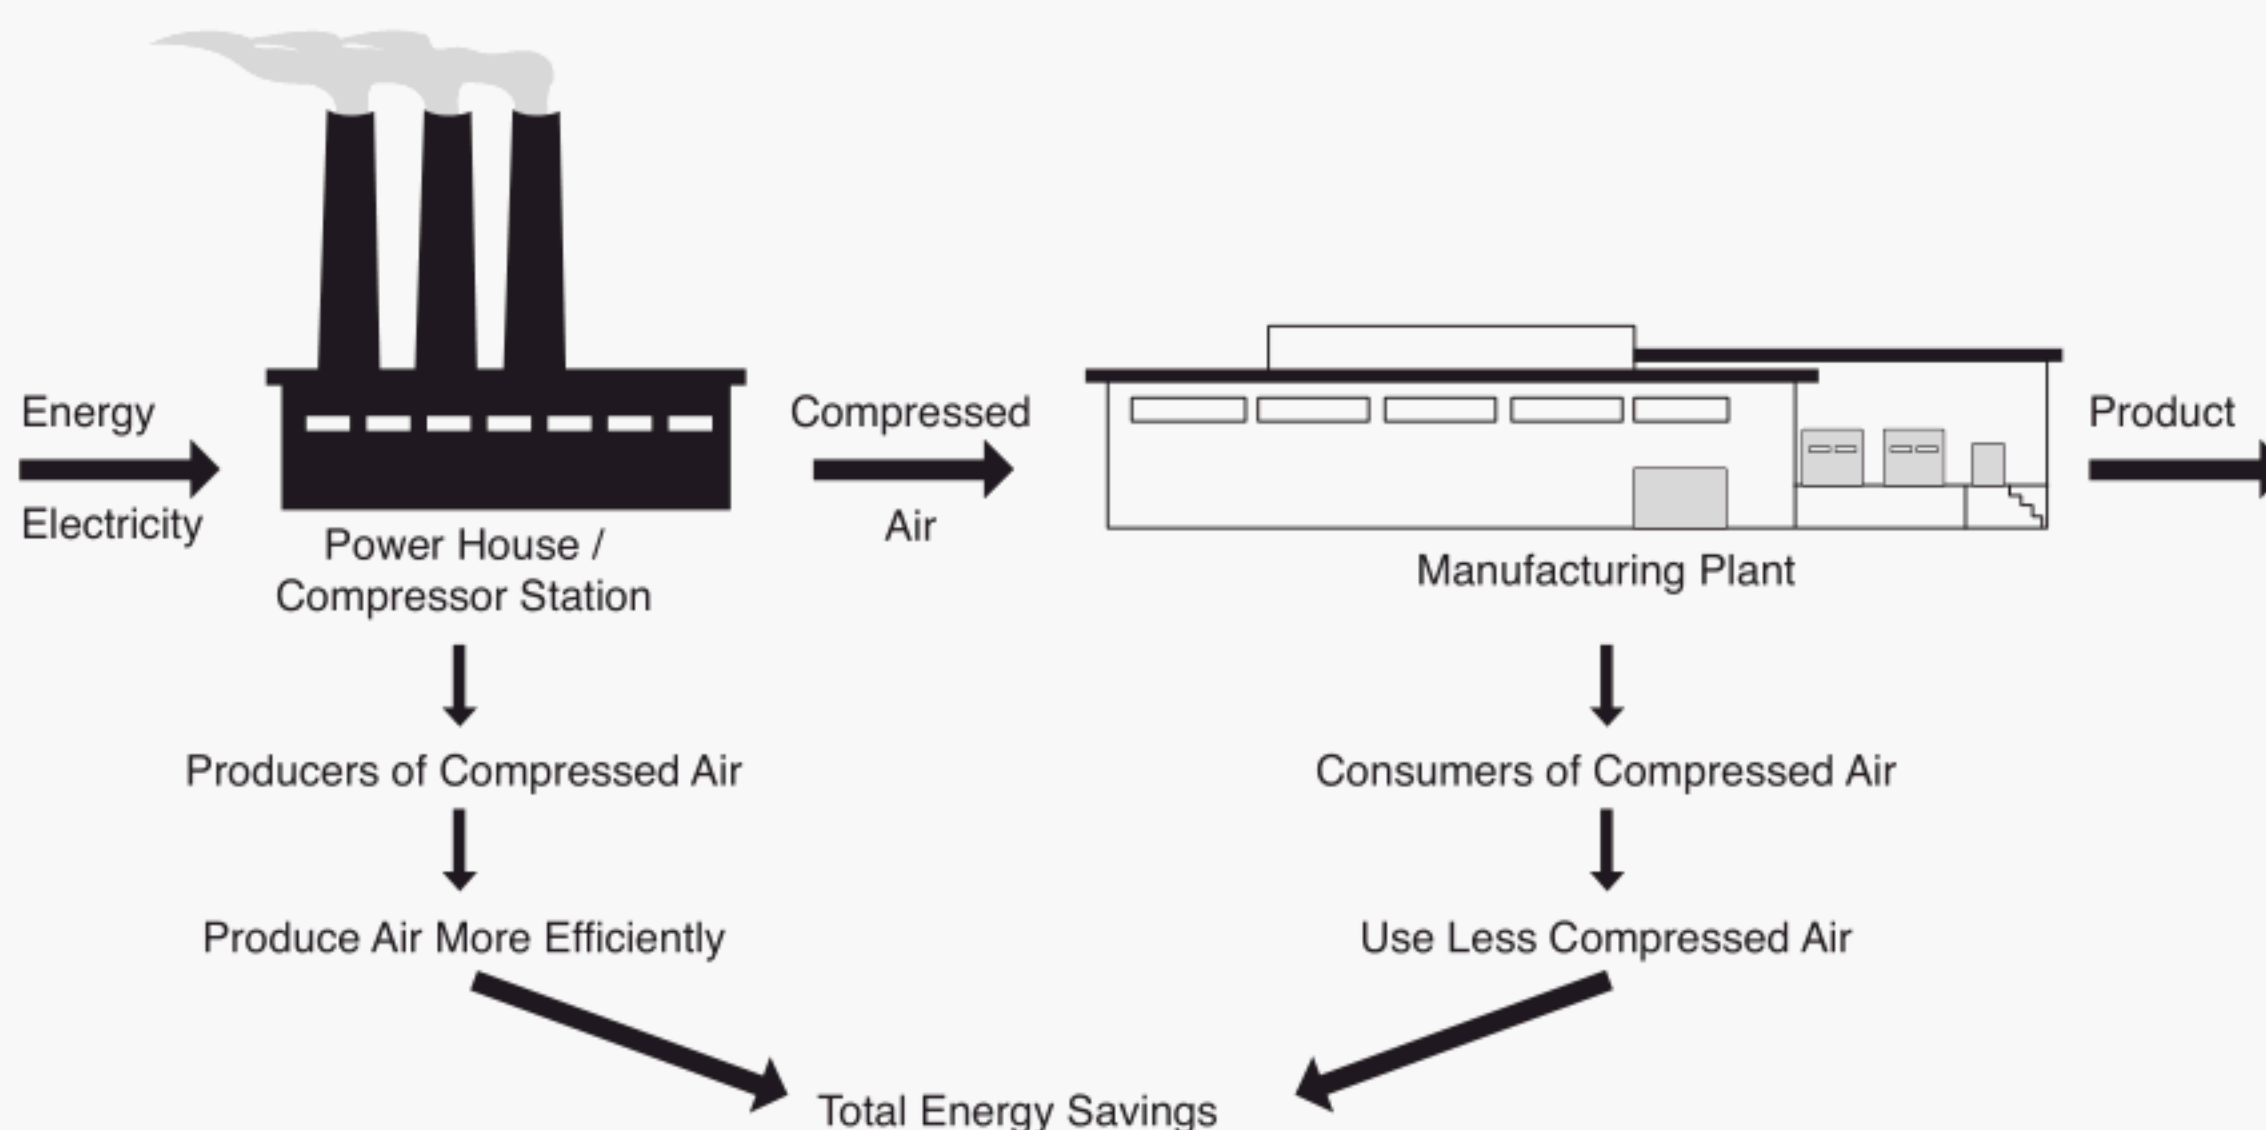 Energy
Electricity
Power House /
Compressor Station
Compressed
Air
Manufacturing Plant
Product
Producers of Compressed Air
Consumers of Compressed Air
Produce Air More Efficiently
Use Less Compressed Air
Total Energy Savings